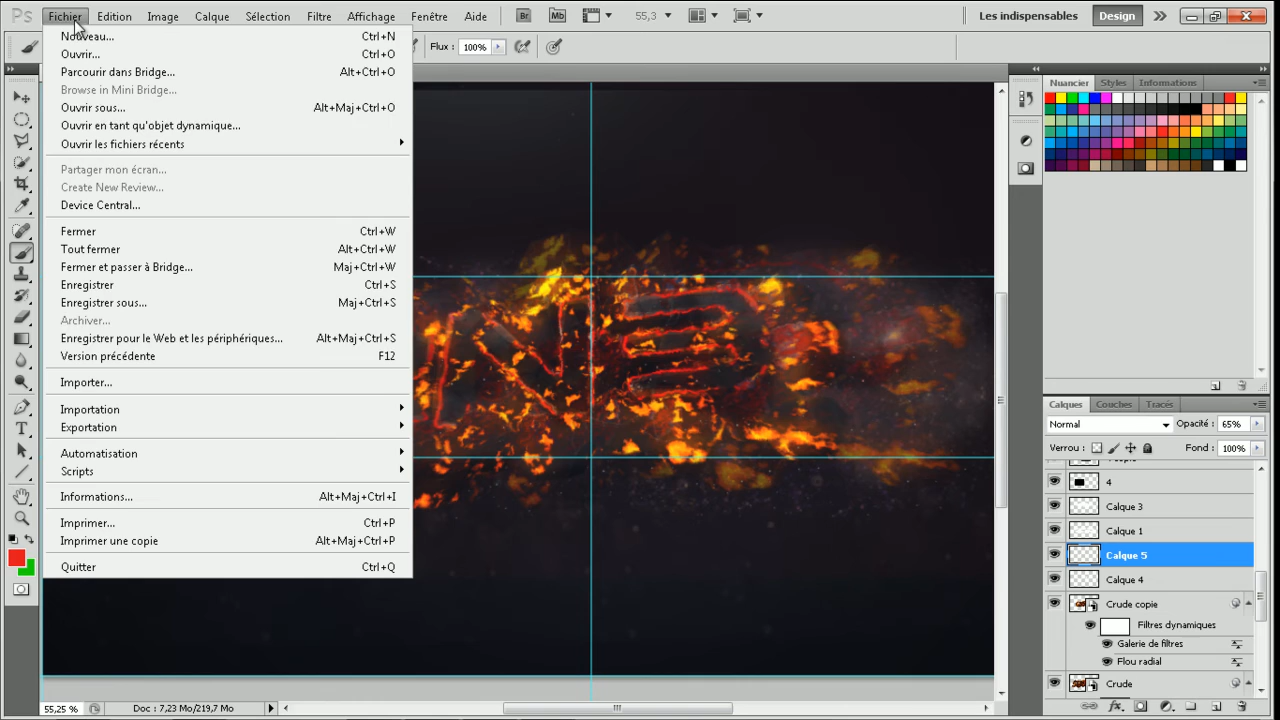 Ps Fichier Edition Image Calque Sélection Filtre Affichage Fenêtre Aide Br Mb 55,3 Les indispensables Design
Flux : 100%
Nouveau... Ctrl+N
Ouvrir... Ctrl+O
Parcourir dans Bridge... Alt+Ctrl+O
Browse in Mini Bridge...
Ouvrir sous... Alt+Maj+Ctrl+O
Ouvrir en tant qu'objet dynamique...
Ouvrir les fichiers récents
Partager mon écran...
Create New Review...
Device Central...
Fermer Ctrl+W
Tout fermer Alt+Ctrl+W
Fermer et passer à Bridge... Maj+Ctrl+W
Enregistrer Ctrl+S
Enregistrer sous... Maj+Ctrl+S
Archiver...
Enregistrer pour le Web et les périphériques... Alt+Maj+Ctrl+S
Version précédente F12
Importer...
Importation
Exportation
Automatisation
Scripts
Informations... Alt+Maj+Ctrl+I
Imprimer... Ctrl+P
Imprimer une copie Alt+Maj+Ctrl+P
Quitter Ctrl+Q
Nuancier Styles Informations
Calques Couches Tracés
Normal Opacité : 65%
Verrou : Fond : 100%
4
Calque 3
Calque 1
Calque 5
Calque 4
Crude copie
Filtres dynamiques
Galerie de filtres
Flou radial
Crude
55,25 % Doc : 7,23 Mo/219,7 Mo